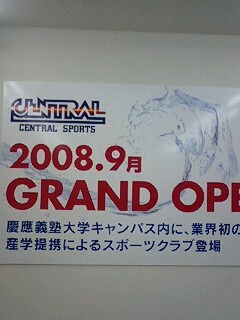 CENTRAL
CENTRAL SPORTS
2008.9月
GRAND OPE
慶應義塾大学キャンパス内に、業界初の
産学提携によるスポーツクラブ登場